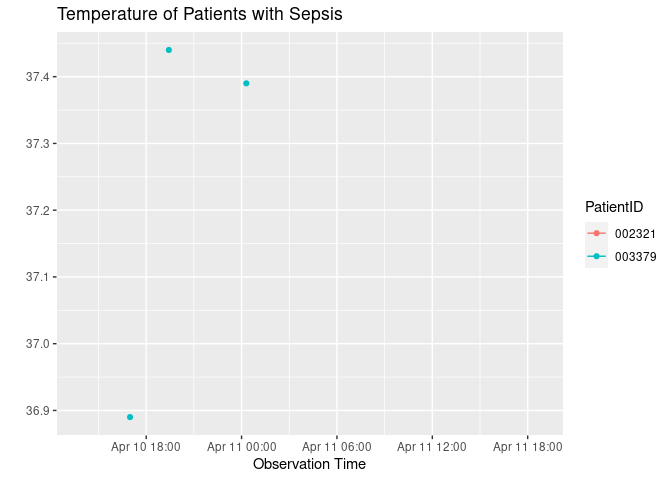 Temperature of Patients with Sepsis
37.4
37.3
37.2
37.1
37.0
36.9
Apr 10 18:00 Apr 11 00:00 Apr 11 06:00 Apr 11 12:00 Apr 11 18:00
Observation Time
PatientID
002321
003379